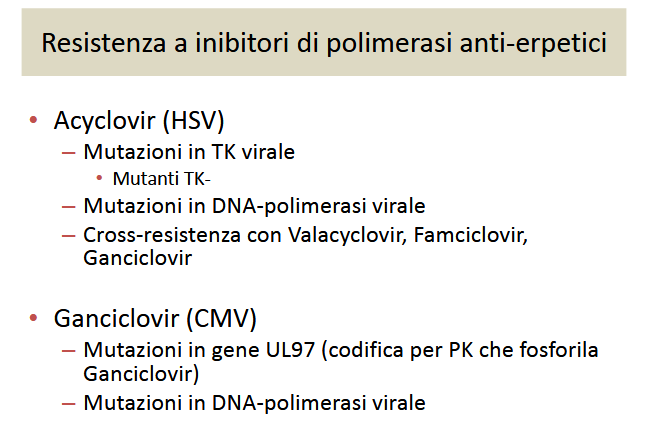 Resistenza a inibitori di polimerasi anti-erpetici
• Acyclovir (HSV)
– Mutazioni in TK virale
• Mutanti TK-
– Mutazioni in DNA-polimerasi virale
– Cross-resistenza con Valacyclovir, Famciclovir,
Ganciclovir
• Ganciclovir (CMV)
– Mutazioni in gene UL97 (codifica per PK che fosforila
Ganciclovir)
– Mutazioni in DNA-polimerasi virale